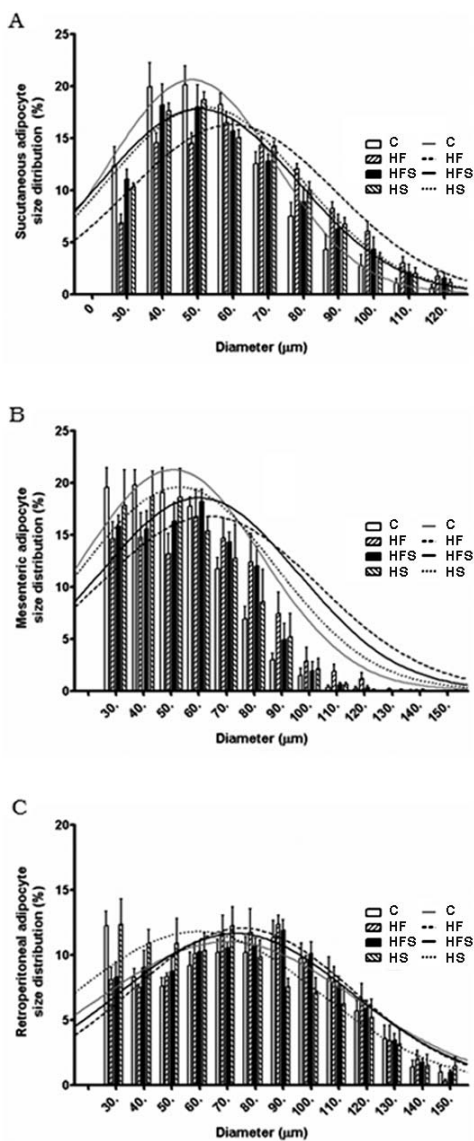 A
Sucutaneous adipocyte
size dirtribution (%)
25
20
15
10
5
0
C
HF
HFS
HS
C
HF
HFS
HS
0
30.
40.
50.
60.
70.
80.
90.
100.
110.
120.
Diameter (µm)
B
Mesenteric adipocyte
size distribution (%)
25
20
15
10
5
0
C
HF
HFS
HS
C
HF
HFS
HS
30.
40.
50.
60.
70.
80.
90.
100.
110.
120.
130.
140.
150.
Diameter (µm)
C
Retroperitoneal adipocyte
size distribution (%)
20
15
10
5
0
C
HF
HFS
HS
C
HF
HFS
HS
30.
40.
50.
60.
70.
80.
90.
100.
110.
120.
130.
140.
150.
Diameter (µm)